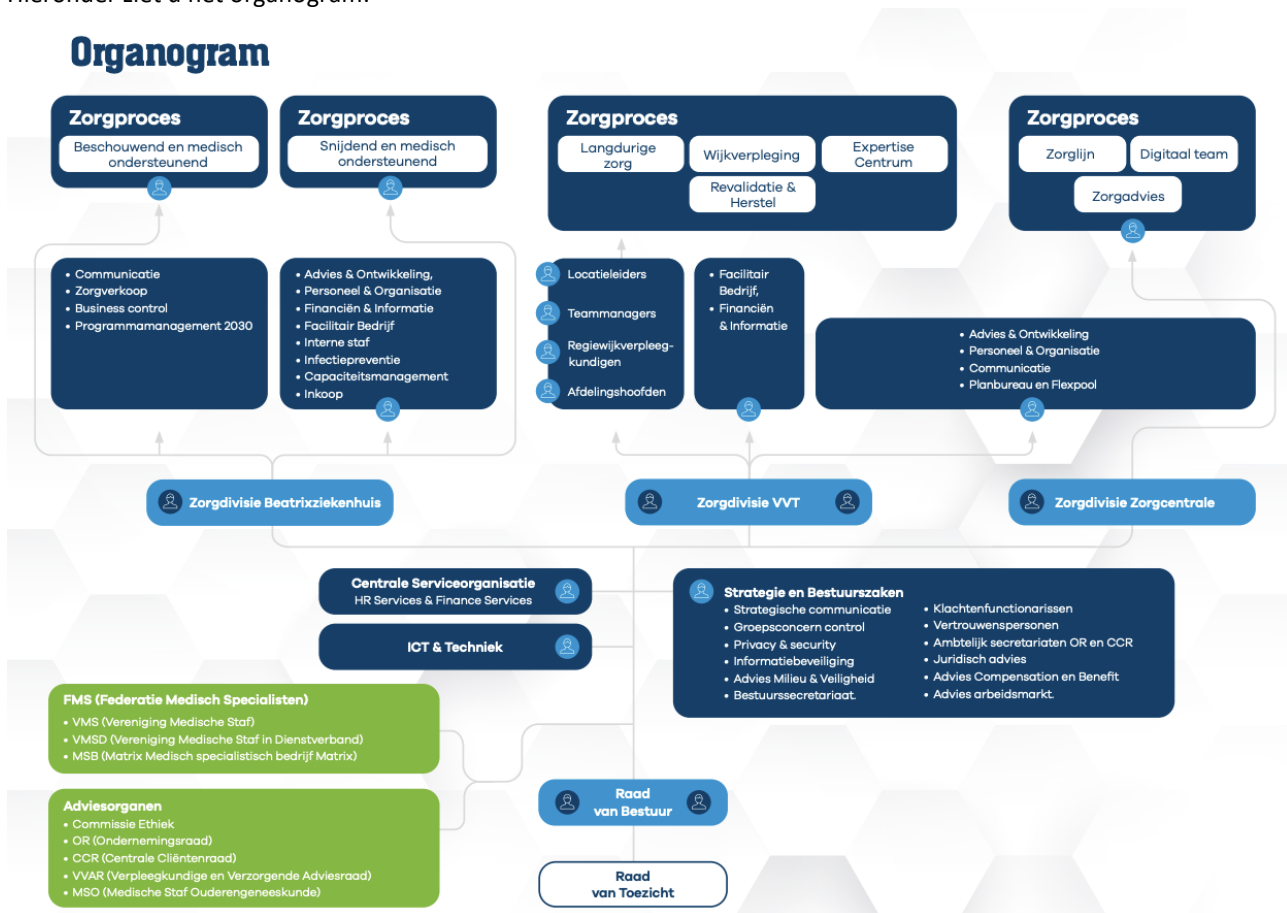 Hieronder ziet u het organogram:
Organogram
Zorgproces
Beschouwend en medisch
ondersteunend
Zorgproces
Snijdend en medisch
ondersteunend
Zorgproces
Langdurige
zorg
Wijkverpleging
Expertise
Centrum
Revalidatie &
Herstel
Zorgproces
Zorglijn
Digitaal team
Zorgadvies
• Communicatie
• Zorgverkoop
• Business control
• Programmamanagement 2030
• Advies & Ontwikkeling,
• Personeel & Organisatie
• Financiën & Informatie
• Facilitair Bedrijf
• Interne staf
• Infectiepreventie
• Capaciteitsmanagement
• Inkoop
Locatieleiders
Teammanagers
Regiewijkverpleeg-
kundigen
Afdelingshoofden
• Facilitair
Bedrijf,
• Financiën
& Informatie
• Advies & Ontwikkeling
• Personeel & Organisatie
• Communicatie
• Planbureau en Flexpool
Zorgdivisie Beatrixziekenhuis
Zorgdivisie VVT
Zorgdivisie Zorgcentrale
Centrale Serviceorganisatie
HR Services & Finance Services
ICT & Techniek
Strategie en Bestuurszaken
• Strategische communicatie
• Groepsconcern control
• Privacy & security
• Informatiebeveiliging
• Advies Milieu & Veiligheid
• Bestuurssecretariaat.
• Klachtenfunctionarissen
• Vertrouwenspersonen
• Ambtelijk secretariaten OR en CCR
• Juridisch advies
• Advies Compensation en Benefit
• Advies arbeidsmarkt.
FMS (Federatie Medisch Specialisten)
• VMS (Vereniging Medische Staf)
• VMSD (Vereniging Medische Staf in Dienstverband)
• MSB (Matrix Medisch specialistisch bedrijf Matrix)
Adviesorganen
• Commissie Ethiek
• OR (Ondernemingsraad)
• CCR (Centrale Cliëntenraad)
• VVAR (Verpleegkundige en Verzorgende Adviesraad)
• MSO (Medische Staf Ouderengeneeskunde)
Raad
van Bestuur
Raad
van Toezicht